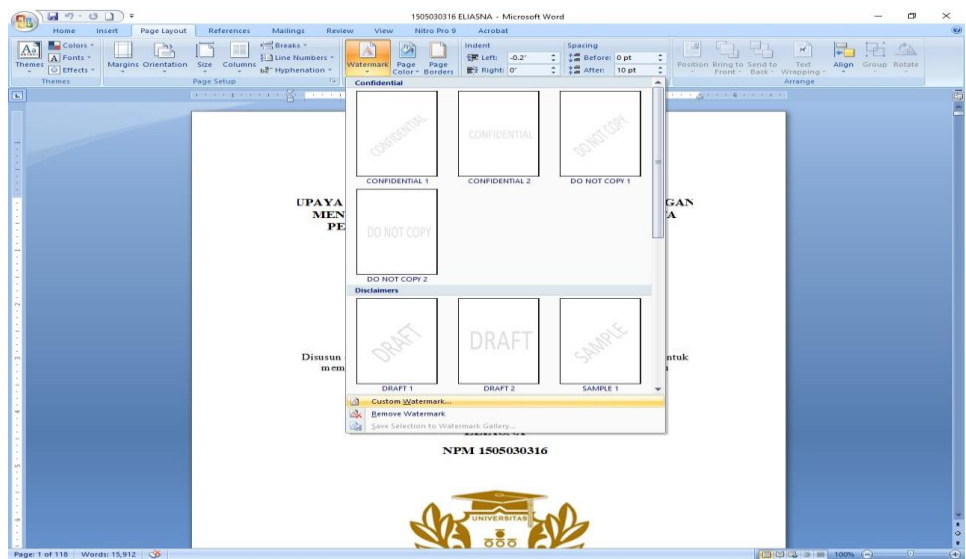 1505030316 ELIASNA - Microsoft Word
Home Insert Page Layout References Mailings Review View Nitro Pro 9 Acrobat
Themes
Colors
Fonts
Effects
Themes
Margins Orientation Size Columns
Breaks
Line Numbers
Hyphenation
Page Setup
Watermark
Page Color
Page Borders
Indent
Left: -0.2"
Right: 0"
Spacing
Before: 0 pt
After: 10 pt
Position Bring to Front Send to Back Text Wrapping Align Group Rotate
Arrange
Confidential
CONFIDENTIAL
CONFIDENTIAL
DO NOT COPY
CONFIDENTIAL 1 CONFIDENTIAL 2 DO NOT COPY 1
DO NOT COPY
DO NOT COPY 2
Disclaimers
DRAFT
DRAFT
SAMPLE
DRAFT 1 DRAFT 2 SAMPLE 1
Custom Watermark...
Remove Watermark
Save Selection to Watermark Gallery...
UPAYA
MEN
PE
GAN
A
Disusun
mem
ntuk
ELIASNA
NPM 1505030316
UNIVERSITAS
Page: 1 of 118 Words: 15,912 100%